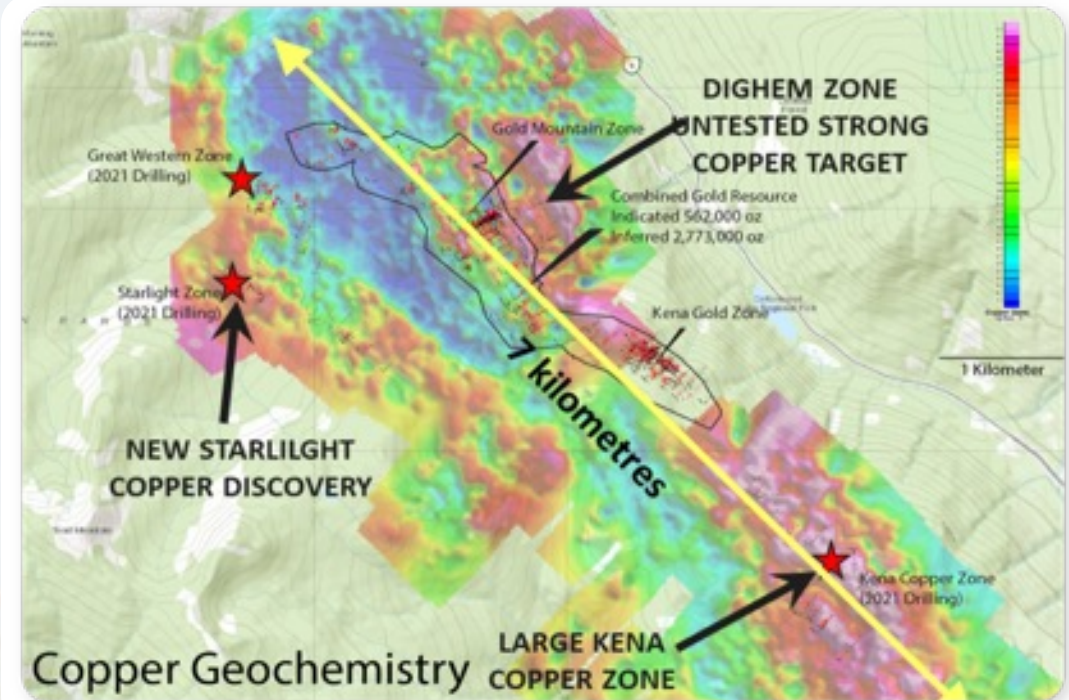 DIGHEM ZONE
UNTESTED STRONG
COPPER TARGET
Gold Mountain Zone
Great Western Zone
(2021 Drilling)
Combined Gold Resource
Indicated 562,000 oz
Inferred 2,773,000 oz
Starlight Zone
(2021 Drilling)
Kena Gold Zone
1 Kilometer
7 kilometres
NEW STARLILGHT
COPPER DISCOVERY
Kena Copper Zone
(2021 Drilling)
LARGE KENA
COPPER ZONE
Copper Geochemistry